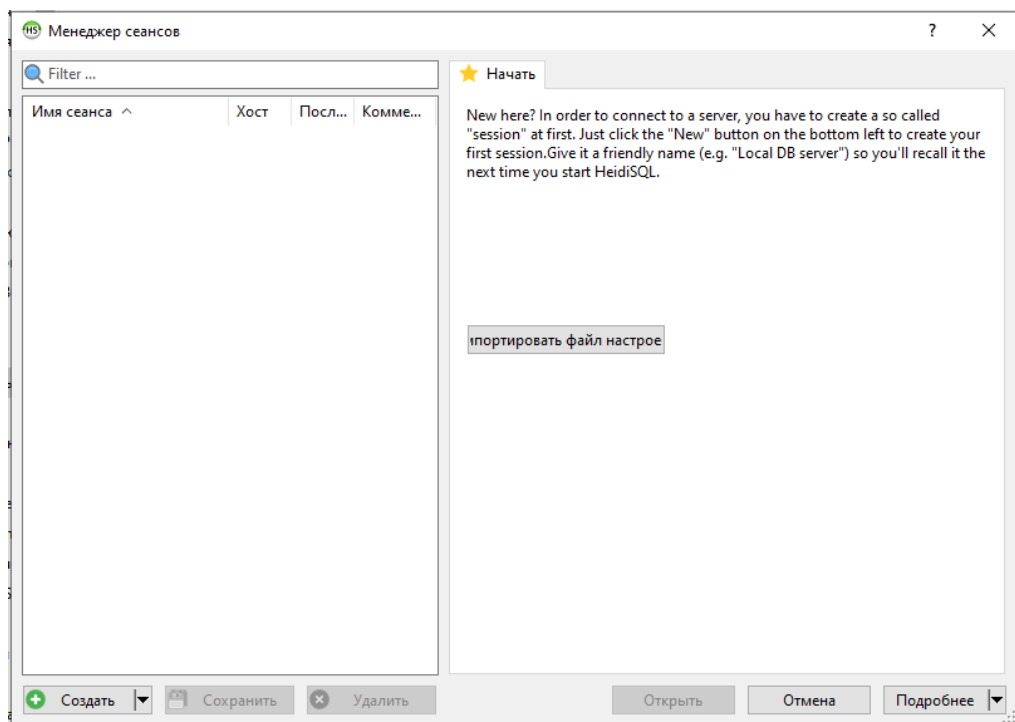 HS Менеджер сеансов ?
Filter ...
Имя сеанса Хост Посл... Комме...
Начать
New here? In order to connect to a server, you have to create a so called
"session" at first. Just click the "New" button on the bottom left to create your
first session.Give it a friendly name (e.g. "Local DB server") so you'll recall it the
next time you start HeidiSQL.
портировать файл настрое
Создать Сохранить Удалить Открыть Отмена Подробнее